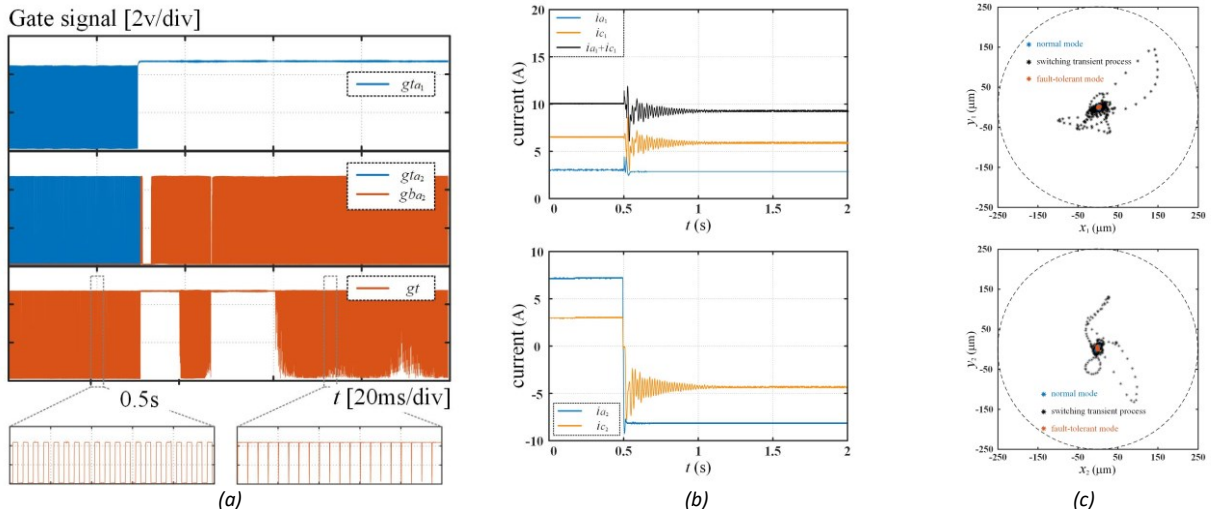 Gate signal [2v/div]
gta₁
gta₂
gba₂
gt
0.5s
t [20ms/div]
(a)
20
15
10
5
0
current (A)
ia₁
ic₁
ia₁+ic₁
0 0.5 1 1.5 2
t (s)
10
5
0
-5
-10
current (A)
ia₂
ic₂
0 0.5 1 1.5 2
t (s)
(b)
250
150
50
-50
-150
-250
y₁ (μm)
normal mode
switching transient process
fault-tolerant mode
-250 -150 -50 50 150 250
x₁ (μm)
250
150
50
-50
-150
-250
y₂ (μm)
normal mode
switching transient process
fault-tolerant mode
-250 -150 -50 50 150 250
x₂ (μm)
(c)